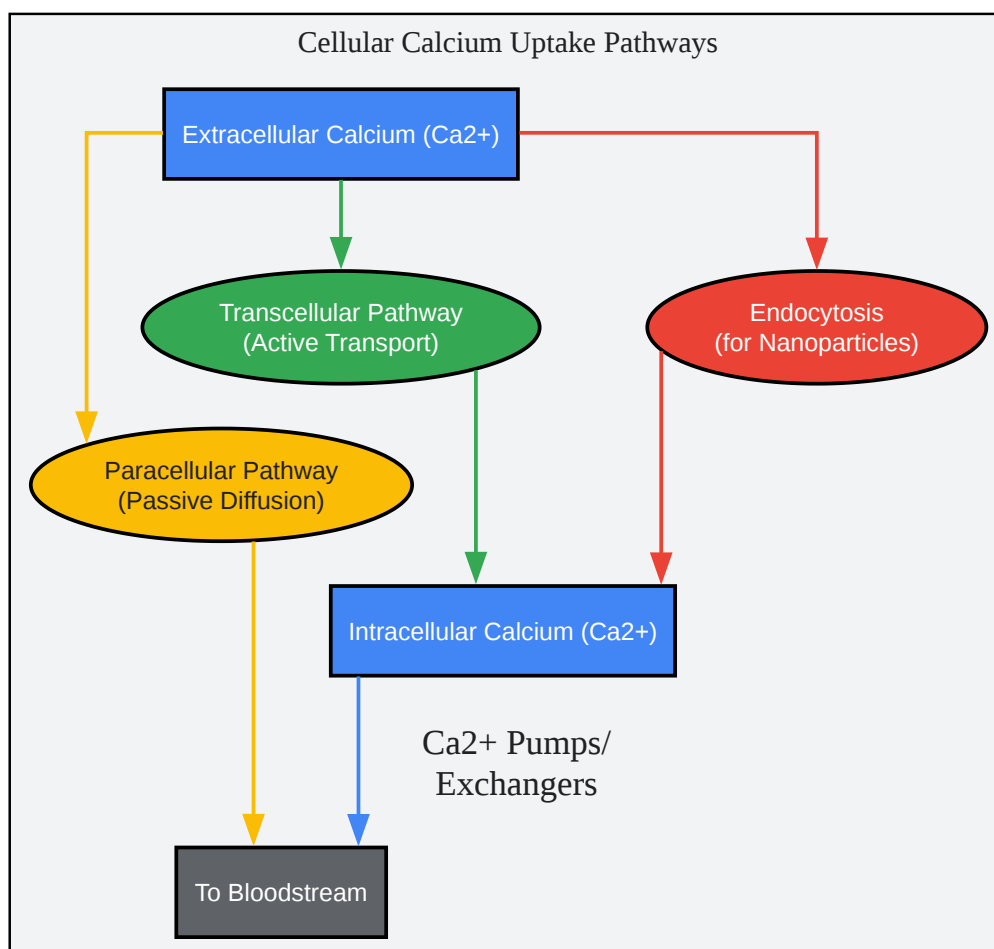 Cellular Calcium Uptake Pathways
Extracellular Calcium (Ca2+)
Transcellular Pathway
(Active Transport)
Endocytosis
(for Nanoparticles)
Paracellular Pathway
(Passive Diffusion)
Intracellular Calcium (Ca2+)
Ca2+ Pumps/
Exchangers
To Bloodstream